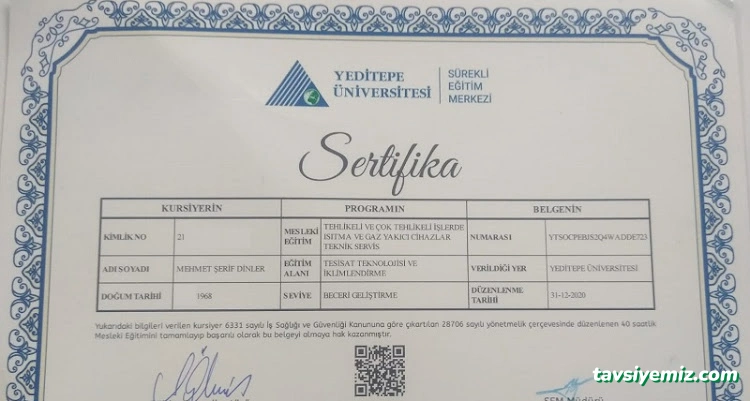 YEDİTEPE
ÜNİVERSİTESİ
SÜREKLİ
EĞİTİM
MERKEZİ
Sertifika
KURSİYERİN PROGRAMIN BELGENİN
KİMLİK NO 21 MESLEKİ EĞİTİM TEHLİKELİ VE ÇOK TEHLİKELİ İŞLERDE ISITMA VE GAZ YAKICI CİHAZLAR TEKNİK SERVİS NUMARASI
ADI SOYADI MEHMET ŞERİF DİNLER EĞİTİM ALANI TESİSAT TEKNOLOJİSİ VE İKLİMLENDİRME VERİLDİĞİ YER YEDİTEPE ÜNİVERSİTESİ
DOĞUM TARİHİ 1968 SEVİYE BECERİ GELİŞTİRME DÜZENLENME TARİHİ 31-12-2020
Yukarıdaki bilgileri verilen kursiyer 6331 sayılı İş Sağlığı ve Güvenliği Kanununa göre çıkartılan 28706 sayılı yönetmelik çerçevesinde düzenlenen 40 saatlik
Mesleki Eğitimini tamamlayıp başarılı olarak bu belgeyi almaya hak kazanmıştır.
SEM Müdürü
tavsiyemiz.com